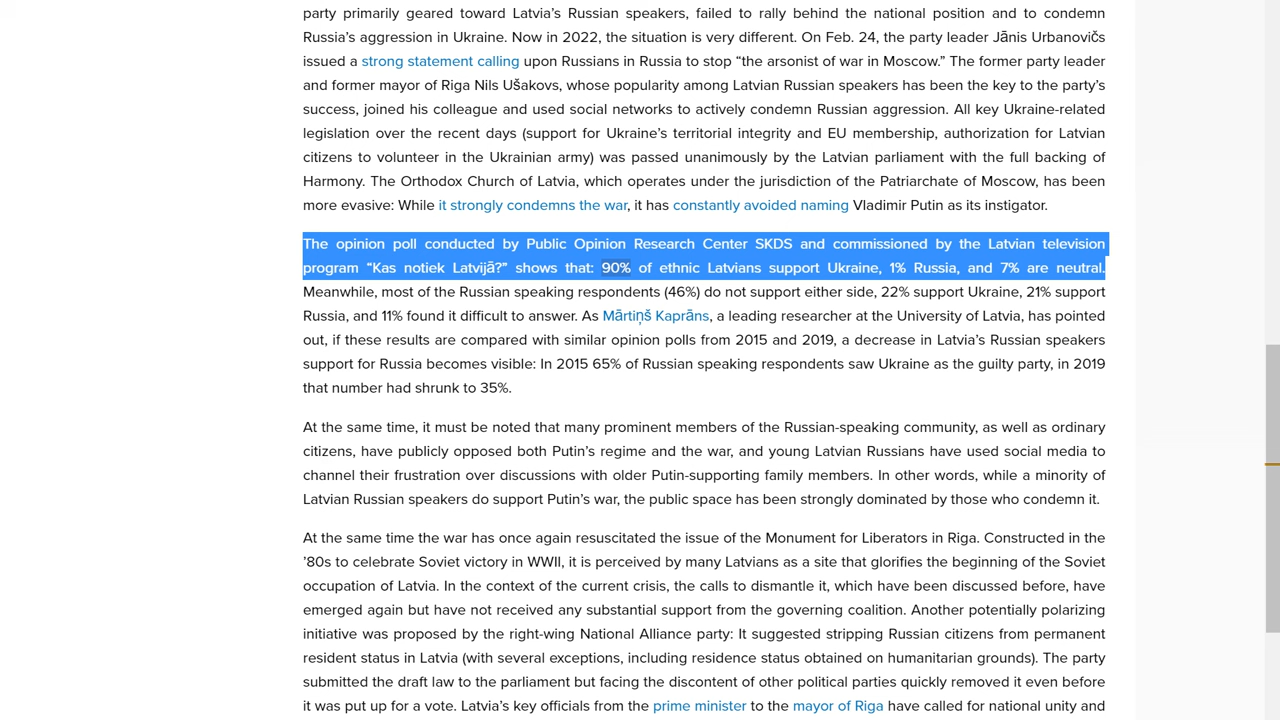 party primarily geared toward Latvia’s Russian speakers, failed to rally behind the national position and to condemn
Russia’s aggression in Ukraine. Now in 2022, the situation is very different. On Feb. 24, the party leader Jānis Urbanovičs
issued a strong statement calling upon Russians in Russia to stop “the arsonist of war in Moscow.” The former party leader
and former mayor of Riga Nils Ušakovs, whose popularity among Latvian Russian speakers has been the key to the party’s
success, joined his colleague and used social networks to actively condemn Russian aggression. All key Ukraine-related
legislation over the recent days (support for Ukraine’s territorial integrity and EU membership, authorization for Latvian
citizens to volunteer in the Ukrainian army) was passed unanimously by the Latvian parliament with the full backing of
Harmony. The Orthodox Church of Latvia, which operates under the jurisdiction of the Patriarchate of Moscow, has been
more evasive: While it strongly condemns the war, it has constantly avoided naming Vladimir Putin as its instigator.
The opinion poll conducted by Public Opinion Research Center SKDS and commissioned by the Latvian television
program “Kas notiek Latvijā?” shows that: 90% of ethnic Latvians support Ukraine, 1% Russia, and 7% are neutral.
Meanwhile, most of the Russian speaking respondents (46%) do not support either side, 22% support Ukraine, 21% support
Russia, and 11% found it difficult to answer. As Mārtiņš Kaprāns, a leading researcher at the University of Latvia, has pointed
out, if these results are compared with similar opinion polls from 2015 and 2019, a decrease in Latvia’s Russian speakers
support for Russia becomes visible: In 2015 65% of Russian speaking respondents saw Ukraine as the guilty party, in 2019
that number had shrunk to 35%.
At the same time, it must be noted that many prominent members of the Russian-speaking community, as well as ordinary
citizens, have publicly opposed both Putin’s regime and the war, and young Latvian Russians have used social media to
channel their frustration over discussions with older Putin-supporting family members. In other words, while a minority of
Latvian Russian speakers do support Putin’s war, the public space has been strongly dominated by those who condemn it.
At the same time the war has once again resuscitated the issue of the Monument for Liberators in Riga. Constructed in the
’80s to celebrate Soviet victory in WWII, it is perceived by many Latvians as a site that glorifies the beginning of the Soviet
occupation of Latvia. In the context of the current crisis, the calls to dismantle it, which have been discussed before, have
emerged again but have not received any substantial support from the governing coalition. Another potentially polarizing
initiative was proposed by the right-wing National Alliance party: It suggested stripping Russian citizens from permanent
resident status in Latvia (with several exceptions, including residence status obtained on humanitarian grounds). The party
submitted the draft law to the parliament but facing the discontent of other political parties quickly removed it even before
it was put up for a vote. Latvia’s key officials from the prime minister to the mayor of Riga have called for national unity and